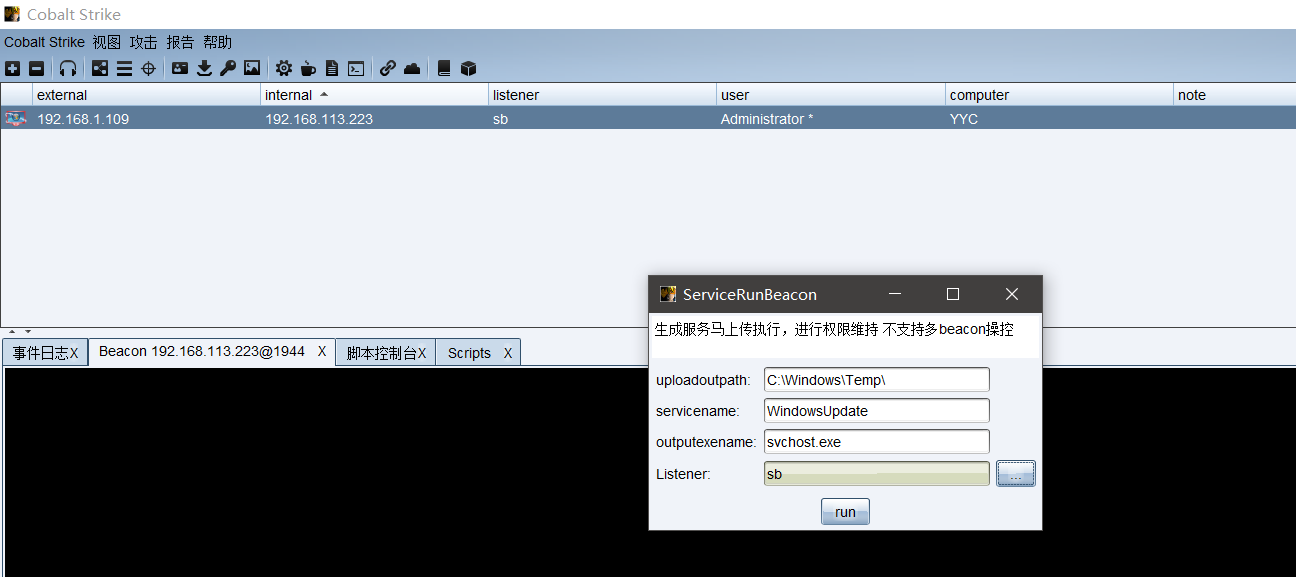 Cobalt Strike
Cobalt Strike 视图 攻击 报告 帮助
external internal listener user computer note
192.168.1.109 192.168.113.223 sb Administrator * YYC
ServiceRunBeacon
生成服务马上传执行，进行权限维持 不支持多beacon操控
uploadoutpath: C:\Windows\Temp\
servicename: WindowsUpdate
outputexename: svchost.exe
Listener: sb ...
run
事件日志X Beacon 192.168.113.223@1944 X 脚本控制台X Scripts X